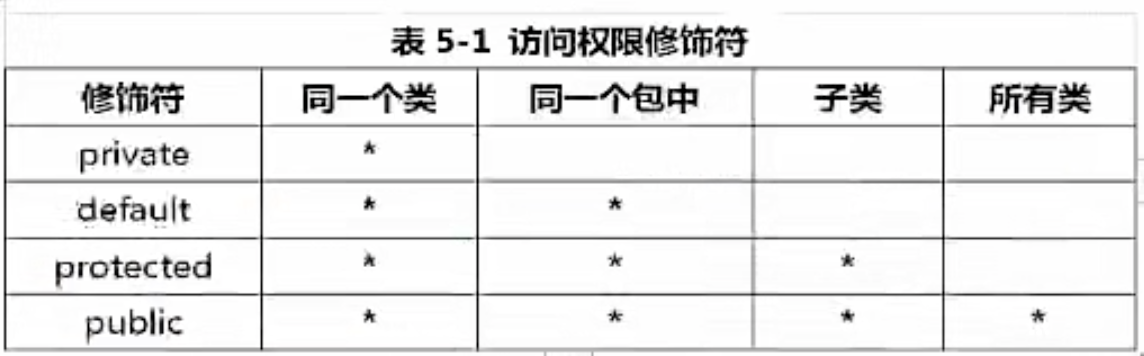 表 5-1 访问权限修饰符
修饰符 同一个类 同一个包中 子类 所有类
private *
default * *
protected * * *
public * * * *